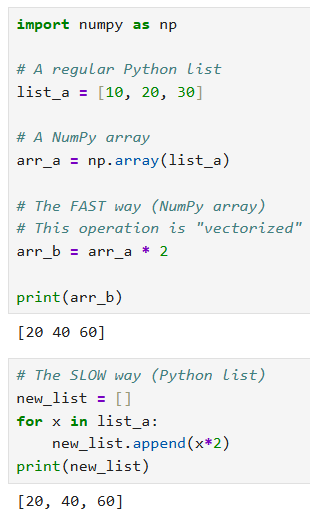 import numpy as np
# A regular Python list
list_a = [10, 20, 30]
# A NumPy array
arr_a = np.array(list_a)
# The FAST way (NumPy array)
# This operation is "vectorized"
arr_b = arr_a * 2
print(arr_b)
[20 40 60]
# The SLOW way (Python list)
new_list = []
for x in list_a:
    new_list.append(x*2)
print(new_list)
[20, 40, 60]